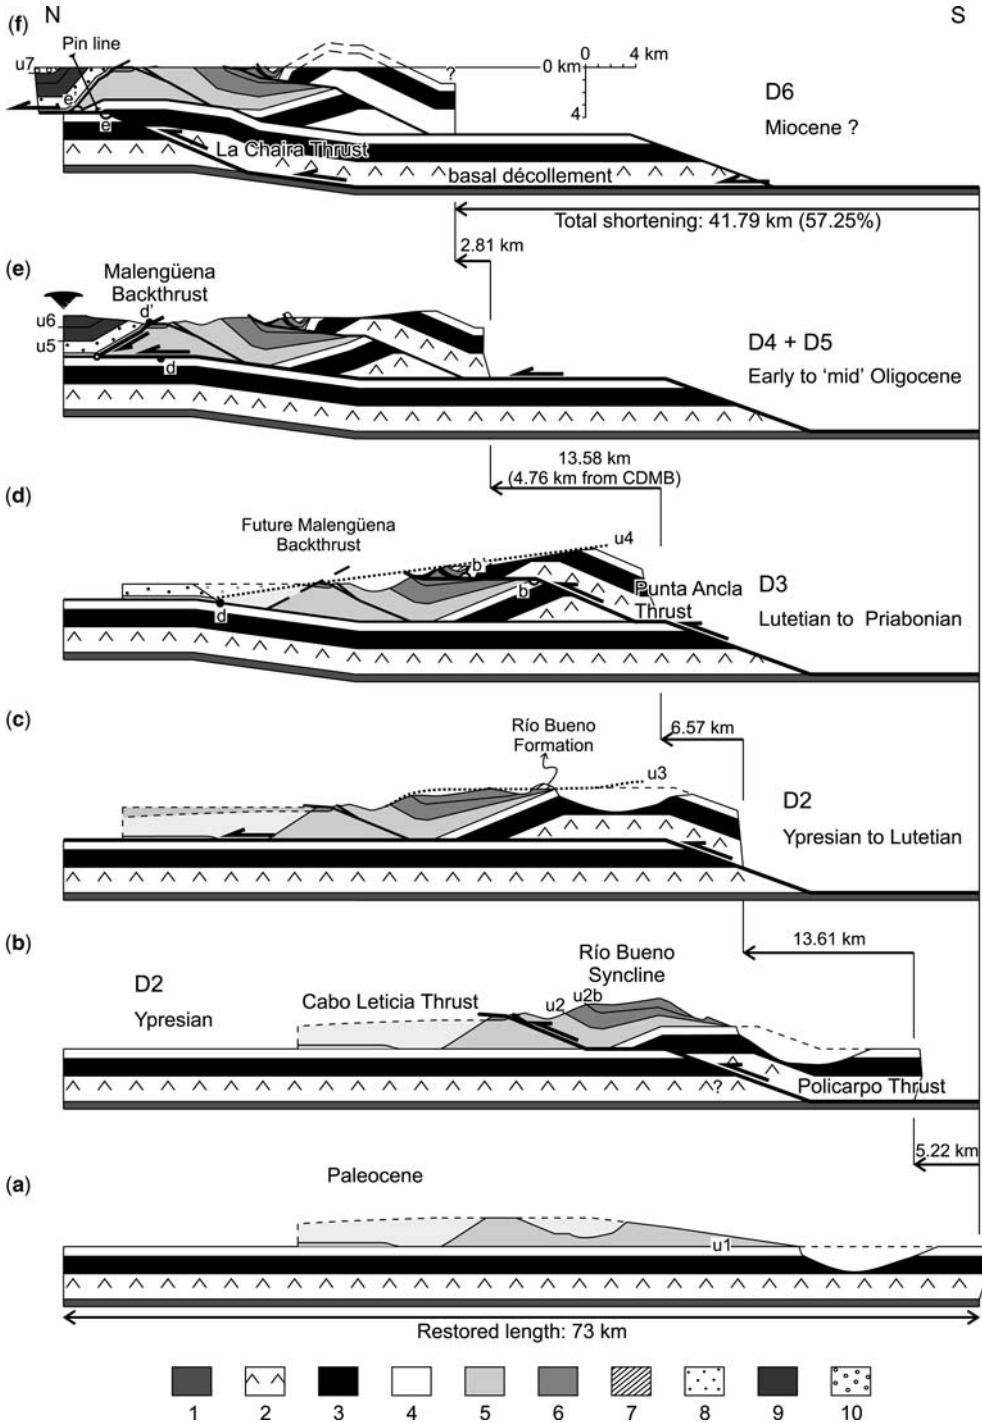 (f)
N
S
Pin line
u7
e'
e
?
0 4 km
0 km
4
D6
Miocene ?
La Chaira Thrust
basal décollement
Total shortening: 41.79 km (57.25%)
2.81 km
(e)
Malengüena
Backthrust
d'
u6
u5
d
D4 + D5
Early to ‘mid’ Oligocene
13.58 km
(4.76 km from CDMB)
(d)
Future Malengüena
Backthrust
u4
b'
b
d
Punta Ancla
Thrust
D3
Lutetian to Priabonian
(c)
6.57 km
Río Bueno
Formation
u3
D2
Ypresian to Lutetian
(b)
13.61 km
D2
Ypresian
Río Bueno
Syncline
Cabo Leticia Thrust
u2
u2b
?
Policarpo Thrust
5.22 km
(a)
Paleocene
u1
Restored length: 73 km
1 2 3 4 5 6 7 8 9 10